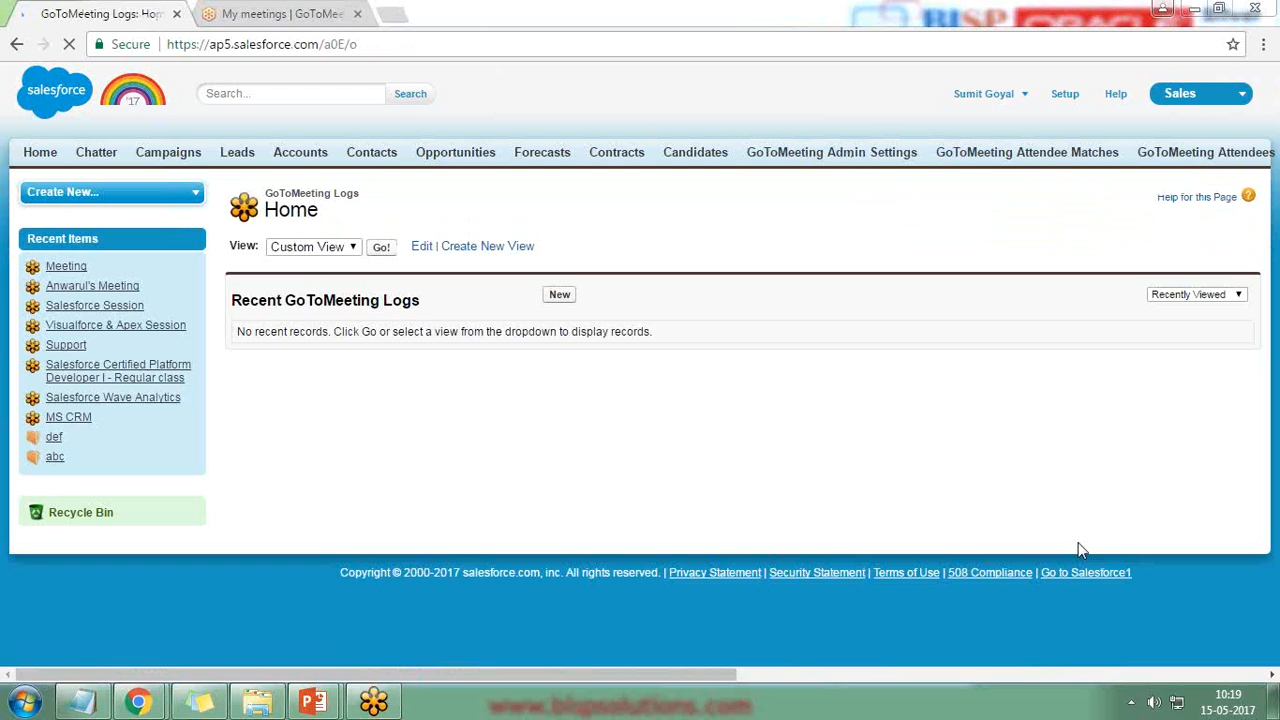 GoToMeeting Logs: Hom
My meetings | GoToMee
Secure https://ap5.salesforce.com/a0E/o
salesforce
'17
Search...
Search
Sumit Goyal
Setup
Help
Sales
Home
Chatter
Campaigns
Leads
Accounts
Contacts
Opportunities
Forecasts
Contracts
Candidates
GoToMeeting Admin Settings
GoToMeeting Attendee Matches
GoToMeeting Attendees
Create New...
GoToMeeting Logs
Home
Help for this Page
View: Custom View Go! Edit | Create New View
Recent Items
Meeting
Anwarul's Meeting
Salesforce Session
Visualforce & Apex Session
Support
Salesforce Certified Platform
Developer I - Regular class
Salesforce Wave Analytics
MS CRM
def
abc
Recycle Bin
Recent GoToMeeting Logs
New
Recently Viewed
No recent records. Click Go or select a view from the dropdown to display records.
Copyright © 2000-2017 salesforce.com, inc. All rights reserved. | Privacy Statement | Security Statement | Terms of Use | 508 Compliance | Go to Salesforce1
www.bispsolutions.com
10:19
15-05-2017